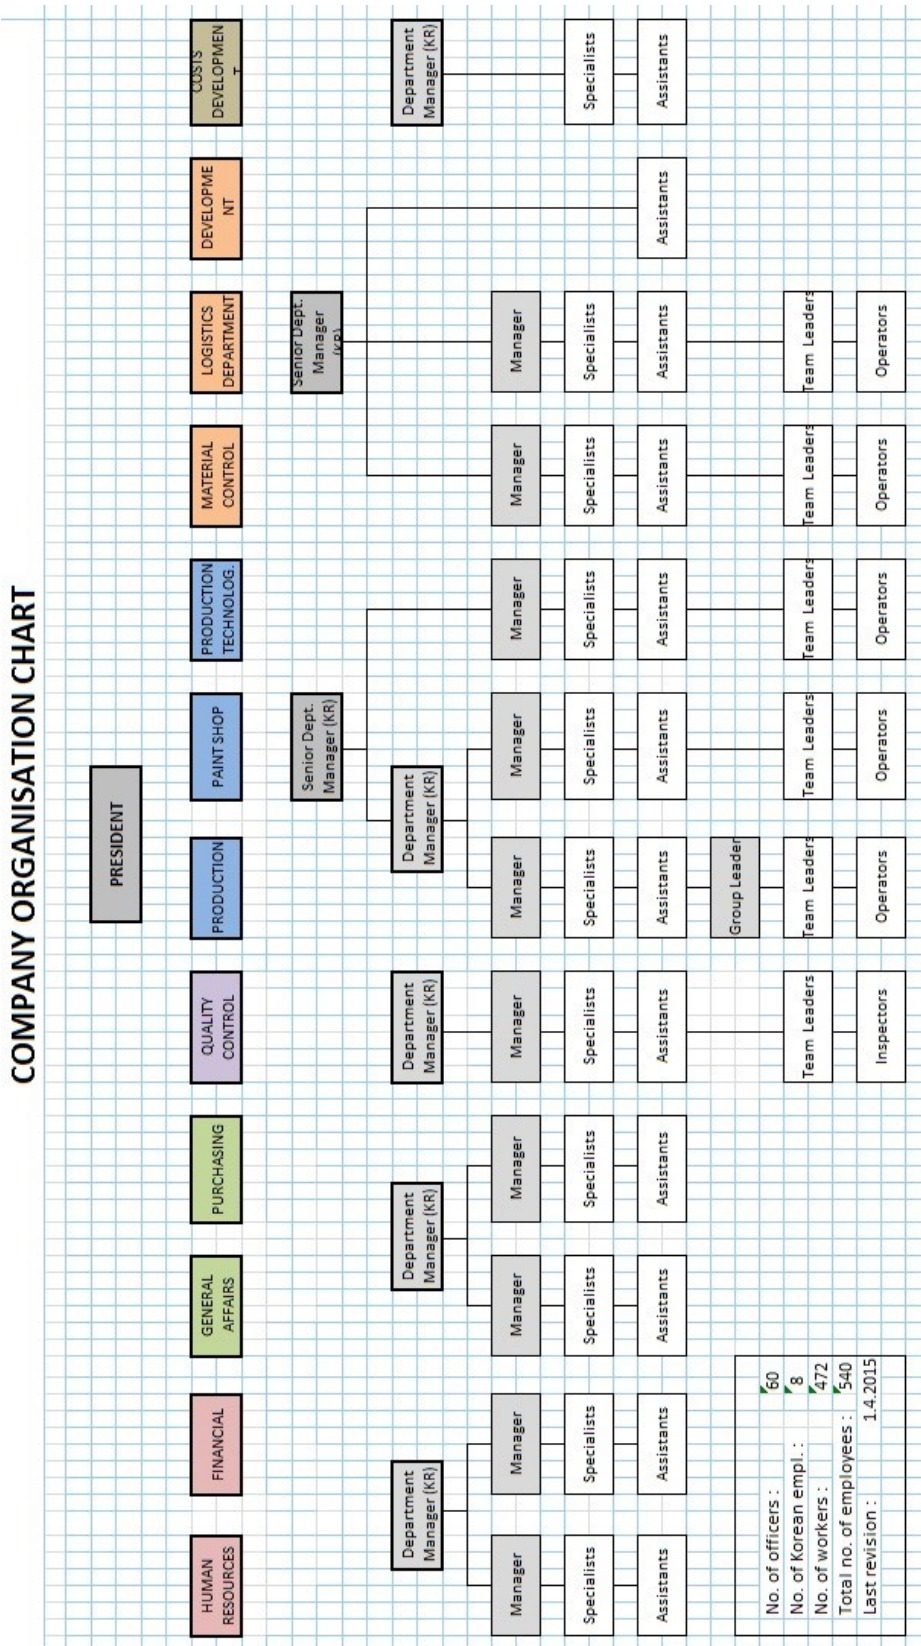 COMPANY ORGANISATION CHART
PRESIDENT
HUMAN
RESOURCES
FINANCIAL
GENERAL
AFFAIRS
PURCHASING
QUALITY
CONTROL
PRODUCTION
PAINT SHOP
PRODUCTION
TECHNOLOG.
MATERIAL
CONTROL
LOGISTICS
DEPARTMENT
DEVELOPME
NT
COSTS
DEVELOPMEN
T
Senior Dept.
Manager (KR)
Senior Dept.
Manager
(KR)
Department
Manager (KR)
Department
Manager (KR)
Department
Manager (KR)
Department
Manager (KR)
Department
Manager (KR)
Manager
Manager
Manager
Manager
Manager
Manager
Manager
Manager
Manager
Manager
Specialists
Specialists
Specialists
Specialists
Specialists
Specialists
Specialists
Specialists
Specialists
Specialists
Specialists
Assistants
Assistants
Assistants
Assistants
Assistants
Assistants
Assistants
Assistants
Assistants
Assistants
Assistants
Assistants
Group Leader
Team Leaders
Team Leaders
Team Leaders
Team Leaders
Team Leaders
Team Leaders
Inspectors
Operators
Operators
Operators
Operators
Operators
No. of officers : 60
No. of Korean empl. : 8
No. of workers : 472
Total no. of employees : 540
Last revision : 1.4.2015